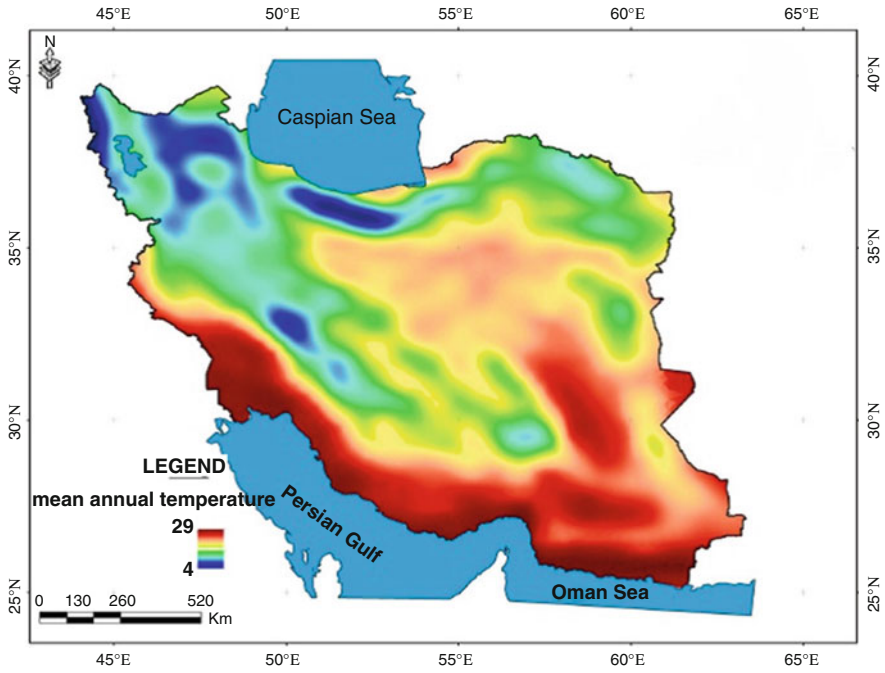 45°E 50°E 55°E 60°E 65°E
N
40°N 40°N
Caspian Sea
35°N 35°N
30°N 30°N
LEGEND
mean annual temperature
29
4
Persian Gulf
Oman Sea
25°N 25°N
0 130 260 520
Km
45°E 50°E 55°E 60°E 65°E